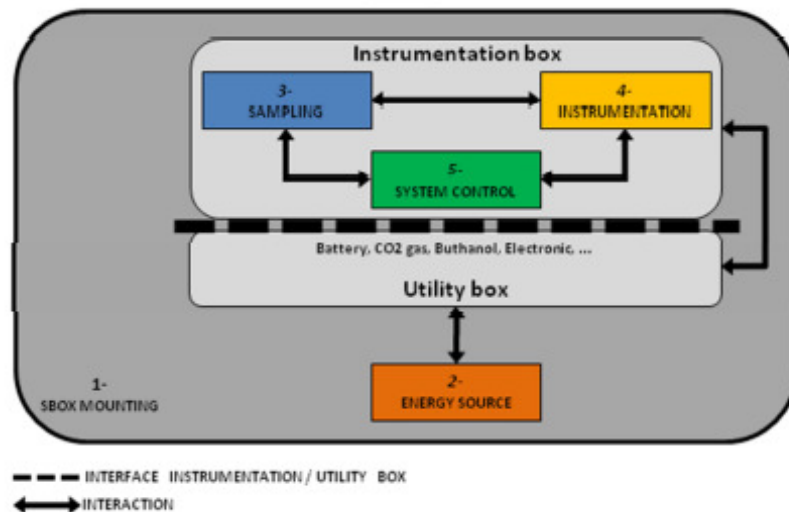 Instrumentation box
3-
SAMPLING
4-
INSTRUMENTATION
5-
SYSTEM CONTROL
Battery, CO2 gas, Buthanol, Electronic, ...
Utility box
2-
ENERGY SOURCE
1-
SBOX MOUNTING
INTERFACE INSTRUMENTATION / UTILITY BOX
INTERACTION